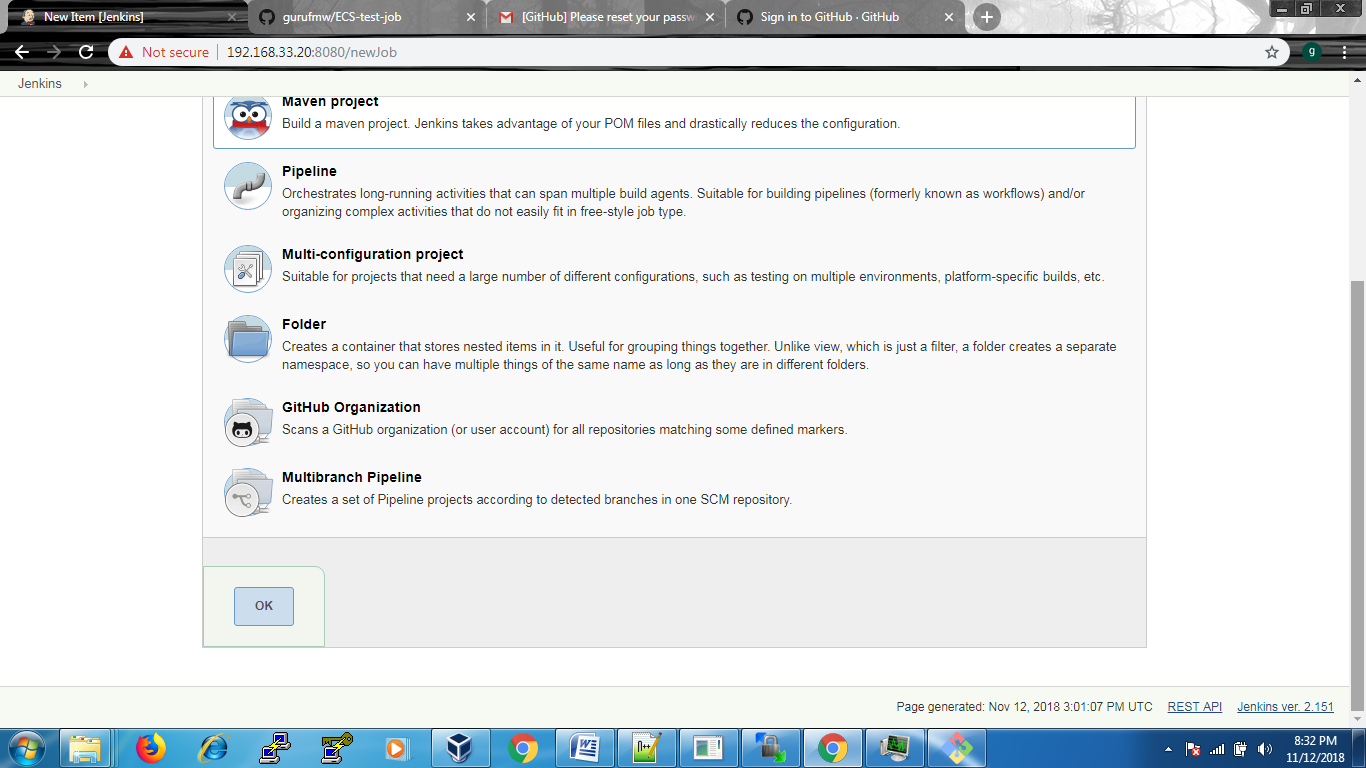 New Item [Jenkins]
gurufmw/ECS-test-job
[GitHub] Please reset your passw
Sign in to GitHub · GitHub
Not secure
192.168.33.20:8080/newJob
g
Jenkins
Maven project
Build a maven project. Jenkins takes advantage of your POM files and drastically reduces the configuration.
Pipeline
Orchestrates long-running activities that can span multiple build agents. Suitable for building pipelines (formerly known as workflows) and/or
organizing complex activities that do not easily fit in free-style job type.
Multi-configuration project
Suitable for projects that need a large number of different configurations, such as testing on multiple environments, platform-specific builds, etc.
Folder
Creates a container that stores nested items in it. Useful for grouping things together. Unlike view, which is just a filter, a folder creates a separate
namespace, so you can have multiple things of the same name as long as they are in different folders.
GitHub Organization
Scans a GitHub organization (or user account) for all repositories matching some defined markers.
Multibranch Pipeline
Creates a set of Pipeline projects according to detected branches in one SCM repository.
OK
Page generated: Nov 12, 2018 3:01:07 PM UTC
REST API
Jenkins ver. 2.151
8:32 PM
11/12/2018